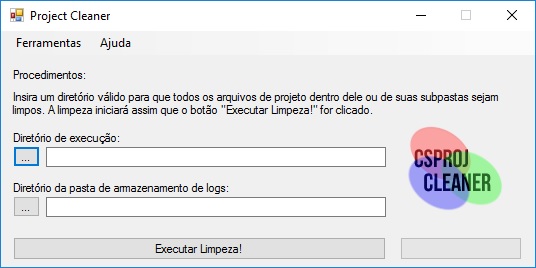 Project Cleaner
Ferramentas Ajuda
Procedimentos:
Insira um diretório válido para que todos os arquivos de projeto dentro dele ou de suas subpastas sejam
limpos. A limpeza iniciará assim que o botão "Executar Limpeza!" for clicado.
Diretório de execução:
...
Diretório da pasta de armazenamento de logs:
...
CSPROJ
CLEANER
Executar Limpeza!